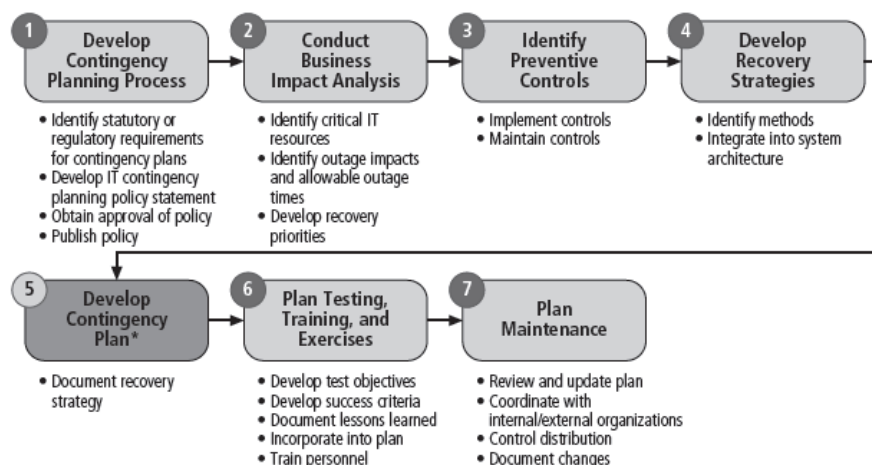 1
Develop
Contingency
Planning Process
2
Conduct
Business
Impact Analysis
3
Identify
Preventive
Controls
4
Develop
Recovery
Strategies
• Identify statutory or
regulatory requirements
for contingency plans
• Develop IT contingency
planning policy statement
• Obtain approval of policy
• Publish policy
• Identify critical IT
resources
• Identify outage impacts
and allowable outage
times
• Develop recovery
priorities
• Implement controls
• Maintain controls
• Identify methods
• Integrate into system
architecture
5
Develop
Contingency
Plan*
6
Plan Testing,
Training, and
Exercises
7
Plan
Maintenance
• Document recovery
strategy
• Develop test objectives
• Develop success criteria
• Document lessons learned
• Incorporate into plan
• Train personnel
• Review and update plan
• Coordinate with
internal/external organizations
• Control distribution
• Document changes